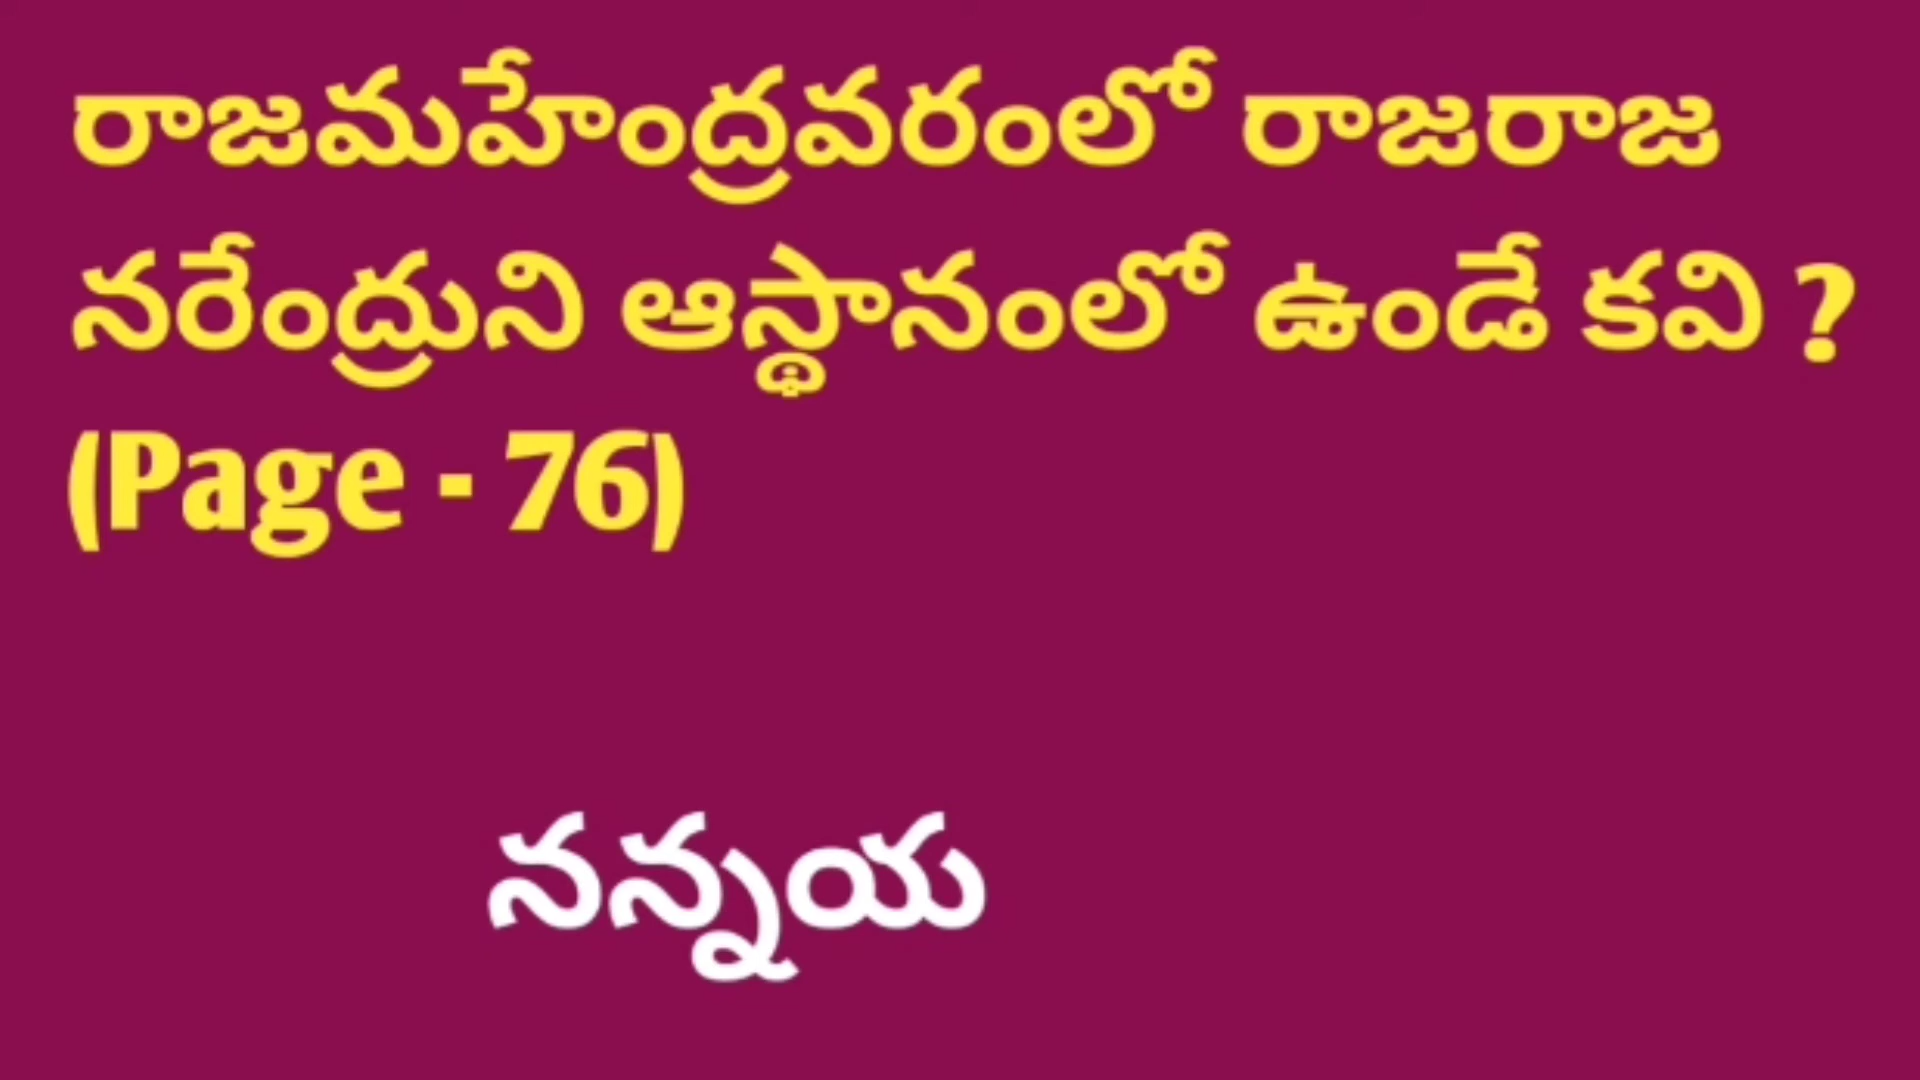 రాజమహేంద్రవరంలో రాజరాజ
నరేంద్రుని ఆస్థానంలో ఉండే కవి ?
(Page - 76)
నన్నయ